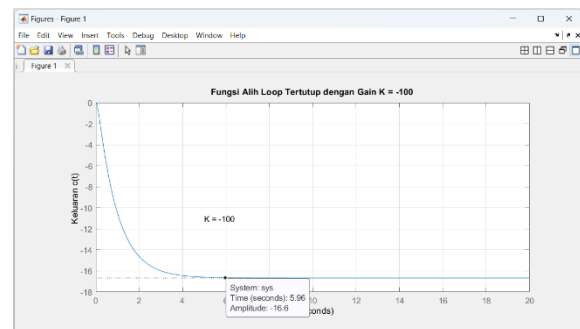 Figures - Figure 1
File Edit View Insert Tools Debug Desktop Window Help
Figure 1
Fungsi Alih Loop Tertutup dengan Gain K = -100
Keluaran c(t)
0
-2
-4
-6
-8
-10
-12
-14
-16
-18
K = -100
System: sys
Time (seconds): 5.96
Amplitude: -16.6
0 2 4 6 10 12 14 16 18 20
onds)